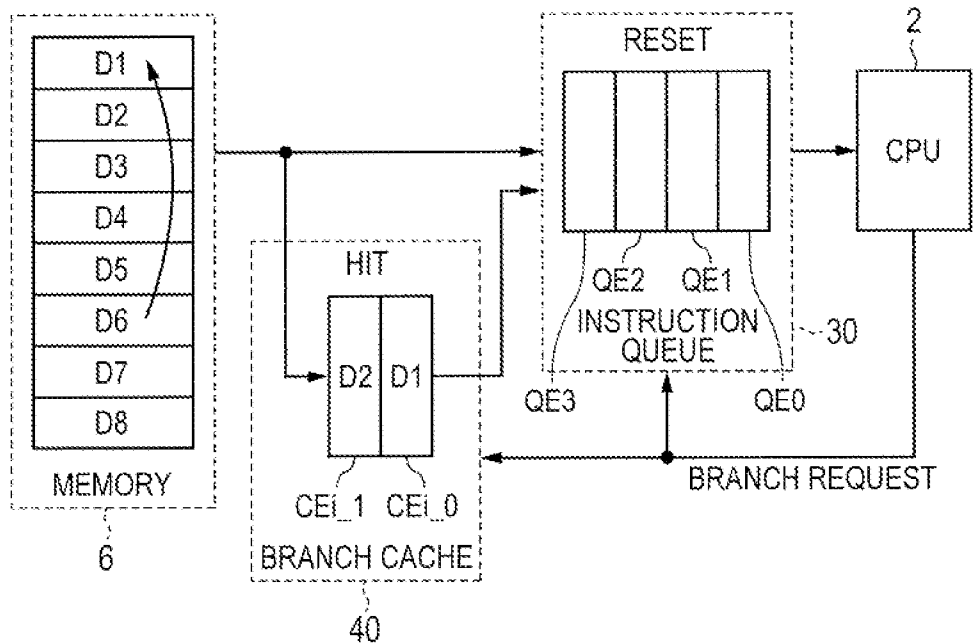 D1
D2
D3
D4
D5
D6
D7
D8
MEMORY
6
HIT
D2
D1
CEi_1
CEi_0
BRANCH CACHE
40
RESET
QE2
QE1
INSTRUCTION
QUEUE
QE3
QE0
30
2
CPU
BRANCH REQUEST